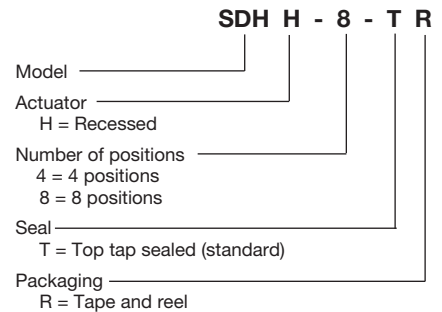 SDH H - 8 - T R
Model
Actuator
H = Recessed
Number of positions
4 = 4 positions
8 = 8 positions
Seal
T = Top tap sealed (standard)
Packaging
R = Tape and reel